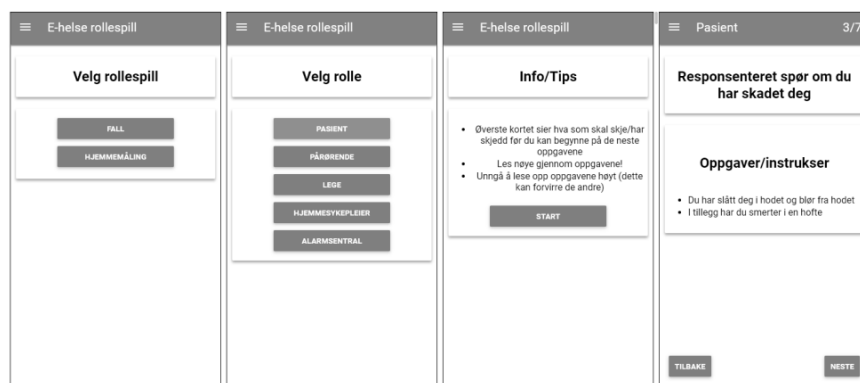 E-helse rollespill
Velg rollespill
FALL
HJEMMEMÅLING
E-helse rollespill
Velg rolle
PASIENT
PÅRØRENDE
LEGE
HJEMMESYKEPLEIER
ALARMSENTRAL
E-helse rollespill
Info/Tips
• Øverste kortet sier hva som skal skje/har
skjedd før du kan begynne på de neste
oppgavene
• Les nøye gjennom oppgavene!
• Unngå å lese opp oppgavene høyt (dette
kan forvirre de andre)
START
Pasient 3/7
Responsenteret spør om du
har skadet deg
Oppgaver/instrukser
• Du har slått deg i hodet og blør fra hodet
• I tillegg har du smerter i en hofte
TILBAKE NESTE